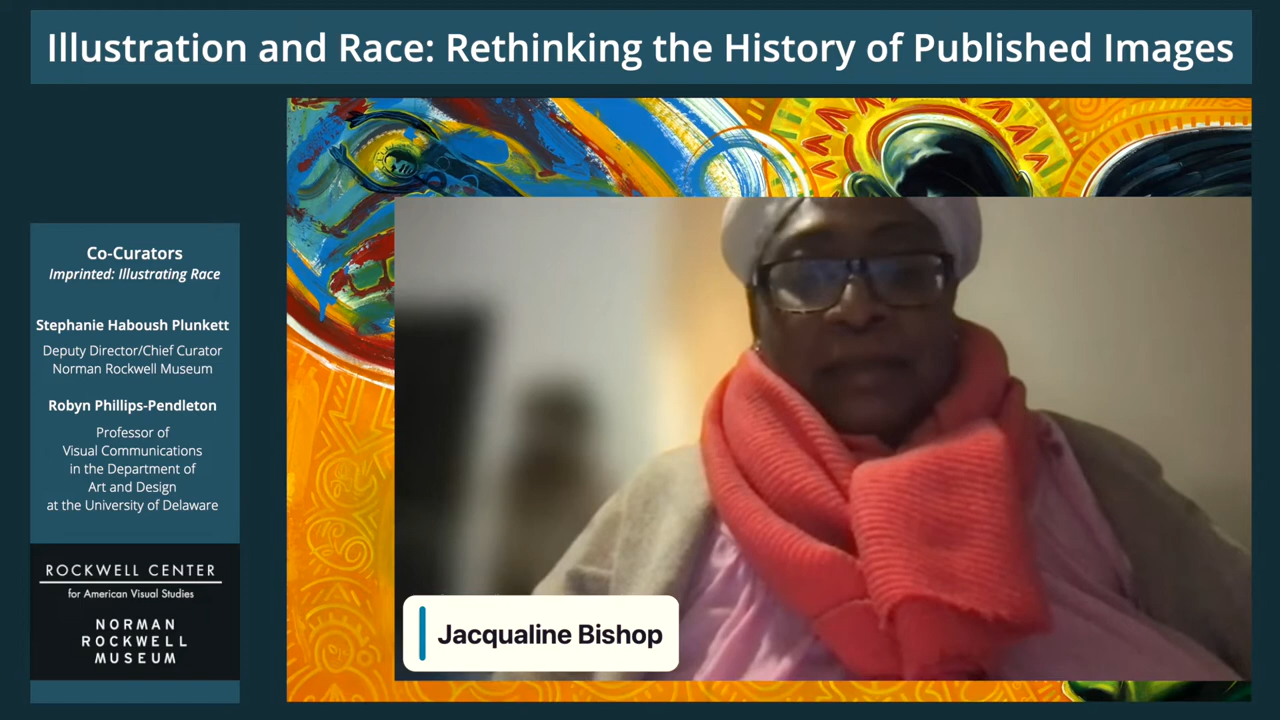 Illustration and Race: Rethinking the History of Published Images
Co-Curators
Imprinted: Illustrating Race
Stephanie Haboush Plunkett
Deputy Director/Chief Curator
Norman Rockwell Museum
Robyn Phillips-Pendleton
Professor of
Visual Communications
in the Department of
Art and Design
at the University of Delaware
ROCKWELL CENTER
for American Visual Studies
NORMAN
ROCKWELL
MUSEUM
Jacqualine Bishop